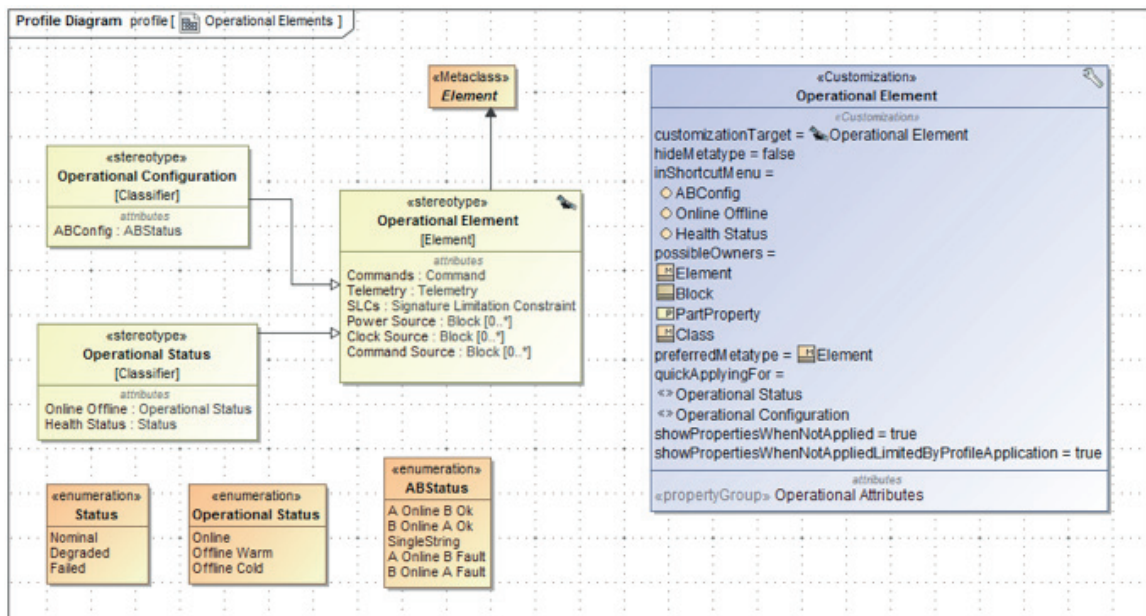 Profile Diagram profile [ Operational Elements ]
«Metaclass»
Element
«stereotype»
Operational Configuration
[Classifier]
attributes
ABConfig : ABStatus
«stereotype»
Operational Element
[Element]
attributes
Commands : Command
Telemetry : Telemetry
SLCs : Signature Limitation Constraint
Power Source : Block [0..*]
Clock Source : Block [0..*]
Command Source : Block [0..*]
«stereotype»
Operational Status
[Classifier]
attributes
Online Offline : Operational Status
Health Status : Status
«enumeration»
Status
Nominal
Degraded
Failed
«enumeration»
Operational Status
Online
Offline Warm
Offline Cold
«enumeration»
ABStatus
A Online B Ok
B Online A Ok
SingleString
A Online B Fault
B Online A Fault
«Customization»
Operational Element
«Customization»
customizationTarget = Operational Element
hideMetatype = false
inShortcutMenu =
ABConfig
Online Offline
Health Status
possibleOwners =
M Element
Block
P PartProperty
M Class
preferredMetatype = M Element
quickApplyingFor =
«» Operational Status
«» Operational Configuration
showPropertiesWhenNotApplied = true
showPropertiesWhenNotAppliedLimitedByProfileApplication = true
attributes
«propertyGroup» Operational Attributes